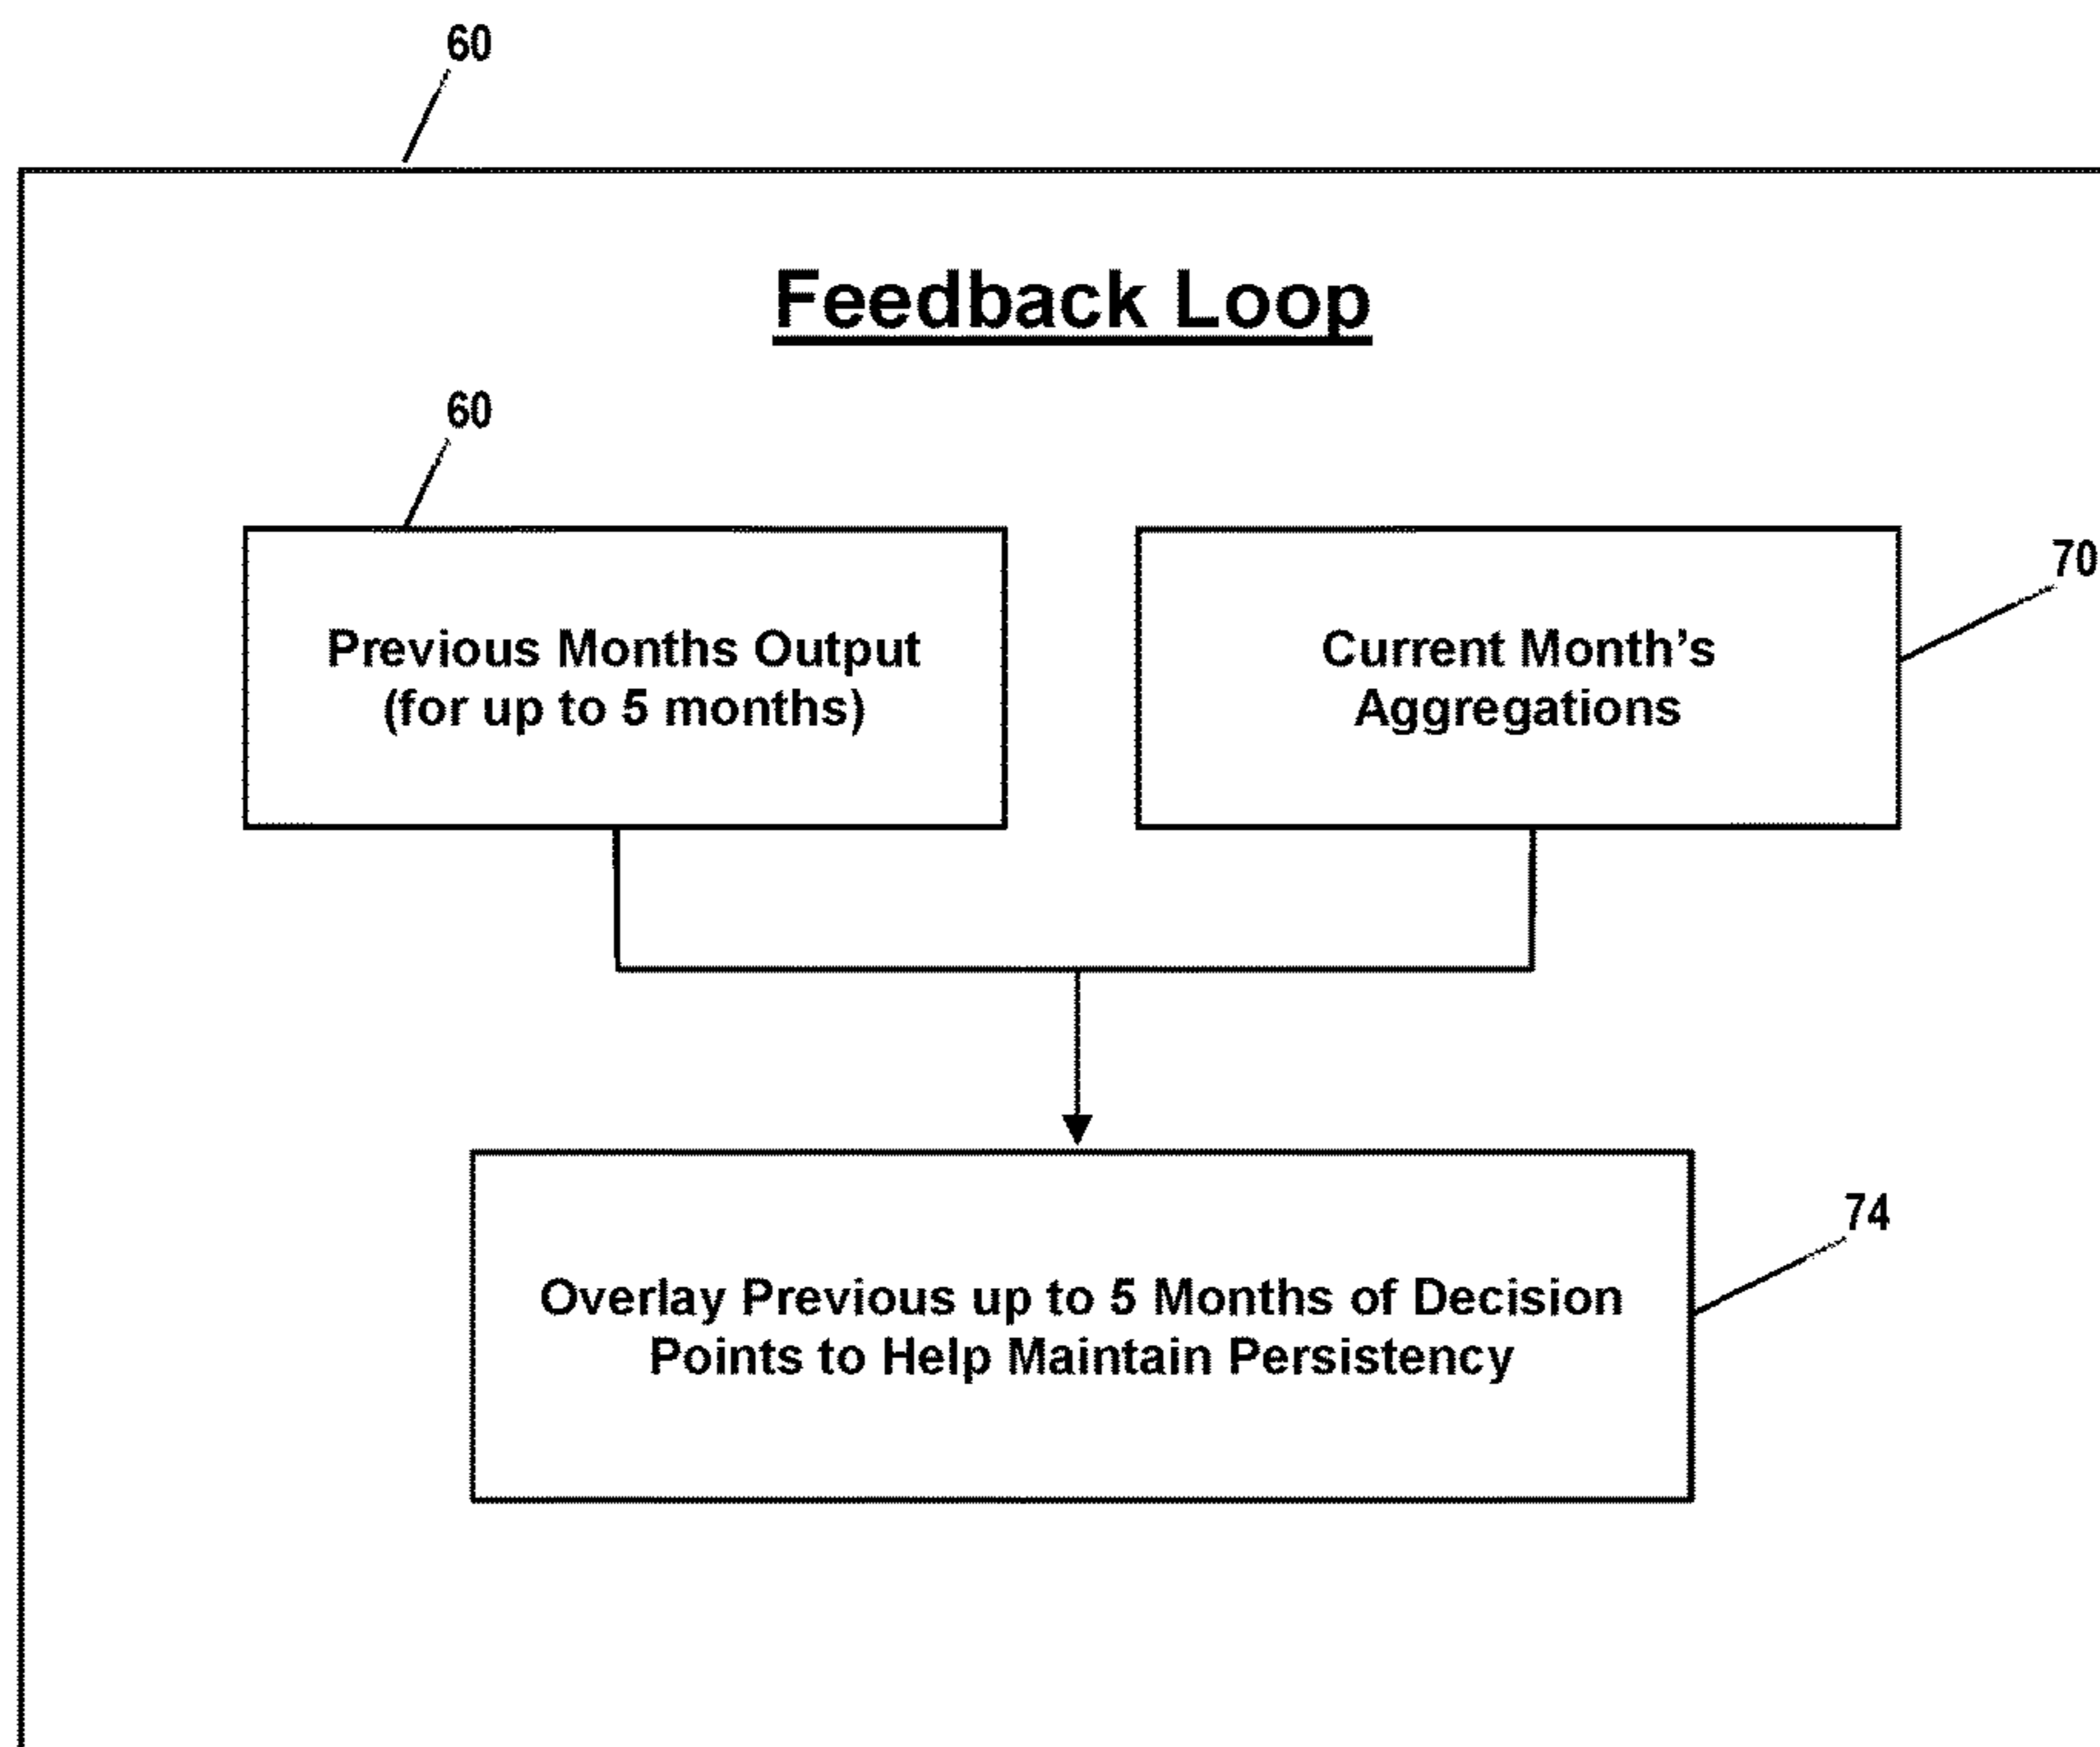 60
Feedback Loop
60
Previous Months Output
(for up to 5 months)
70
Current Month's
Aggregations
74
Overlay Previous up to 5 Months of Decision
Points to Help Maintain Persistency